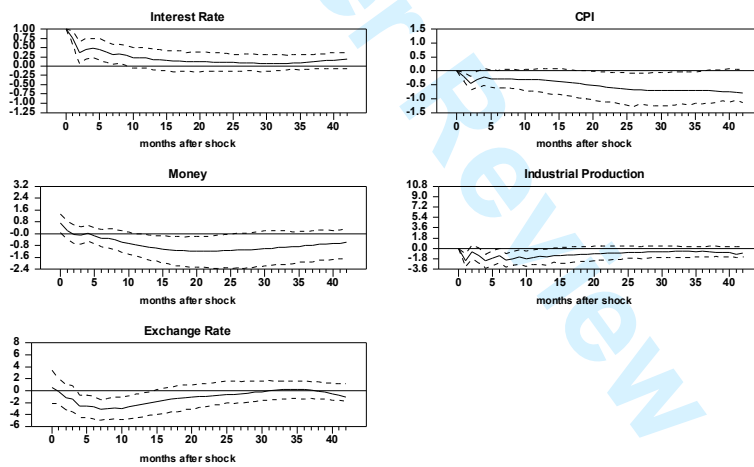 Interest Rate
1.00
0.75
0.50
0.25
0.00
-0.25
-0.50
-0.75
-1.00
-1.25
0 5 10 15 20 25 30 35 40
months after shock
CPI
1.5
1.0
0.5
0.0
-0.5
-1.0
-1.5
0 5 10 15 20 25 30 35 40
months after shock
Money
3.2
2.4
1.6
0.8
-0.0
-0.8
-1.6
-2.4
0 5 10 15 20 25 30 35 40
months after shock
Industrial Production
10.8
9.0
7.2
5.4
3.6
1.8
0.0
-1.8
-3.6
0 5 10 15 20 25 30 35 40
months after shock
Exchange Rate
8
6
4
2
0
-2
-4
-6
0 5 10 15 20 25 30 35 40
months after shock
er Review